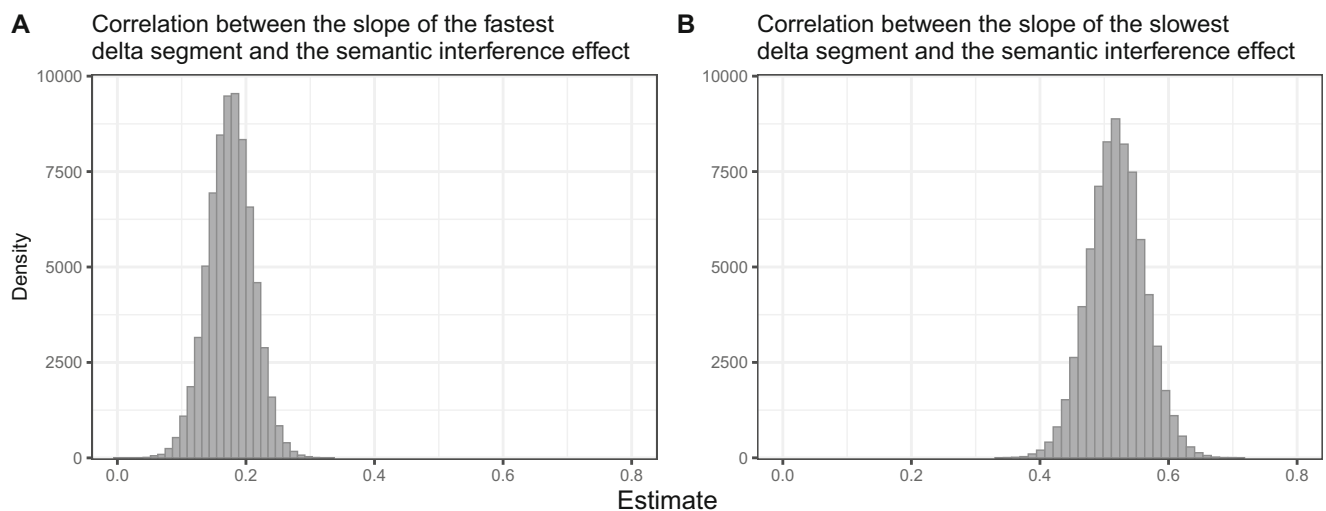 A
Correlation between the slope of the fastest
delta segment and the semantic interference effect
B
Correlation between the slope of the slowest
delta segment and the semantic interference effect
Density
10000
7500
5000
2500
0
0.0 0.2 0.4 0.6 0.8
10000
7500
5000
2500
0
0.0 0.2 0.4 0.6 0.8
Estimate